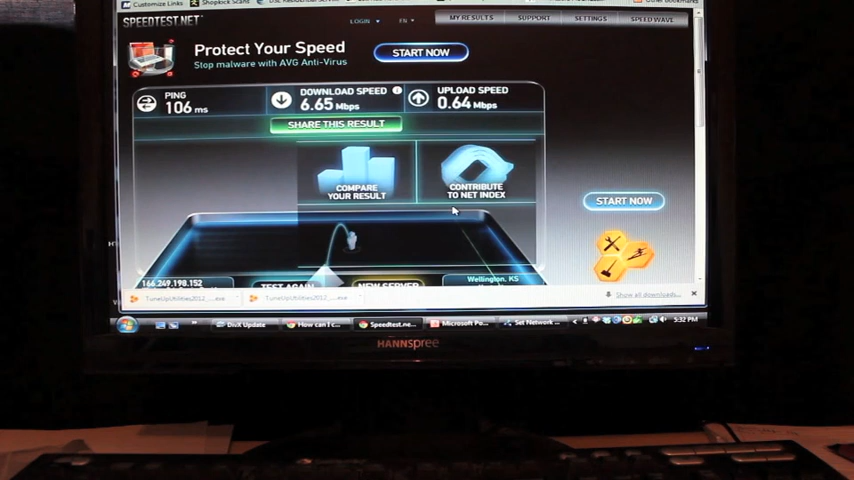 Customize Links
Shoplock Scans
SPEEDTEST.NET
LOGIN
EN
MY RESULTS
SUPPORT
SETTINGS
SPEED WAVE
Protect Your Speed
Stop malware with AVG Anti-Virus
START NOW
PING
106 ms
DOWNLOAD SPEED
6.65 Mbps
UPLOAD SPEED
0.64 Mbps
SHARE THIS RESULT
COMPARE
YOUR RESULT
CONTRIBUTE
TO NET INDEX
START NOW
166.249.198.152
TEST AGAIN
NEW SERVER
Wellington, KS
TuneUpUtilities2012_....exe
TuneUpUtilities2012_....exe
Show all downloads...
DivX Update
How can I c...
Speedtest.ne...
Microsoft Po...
Set Network ...
5:32 PM
HANNspree